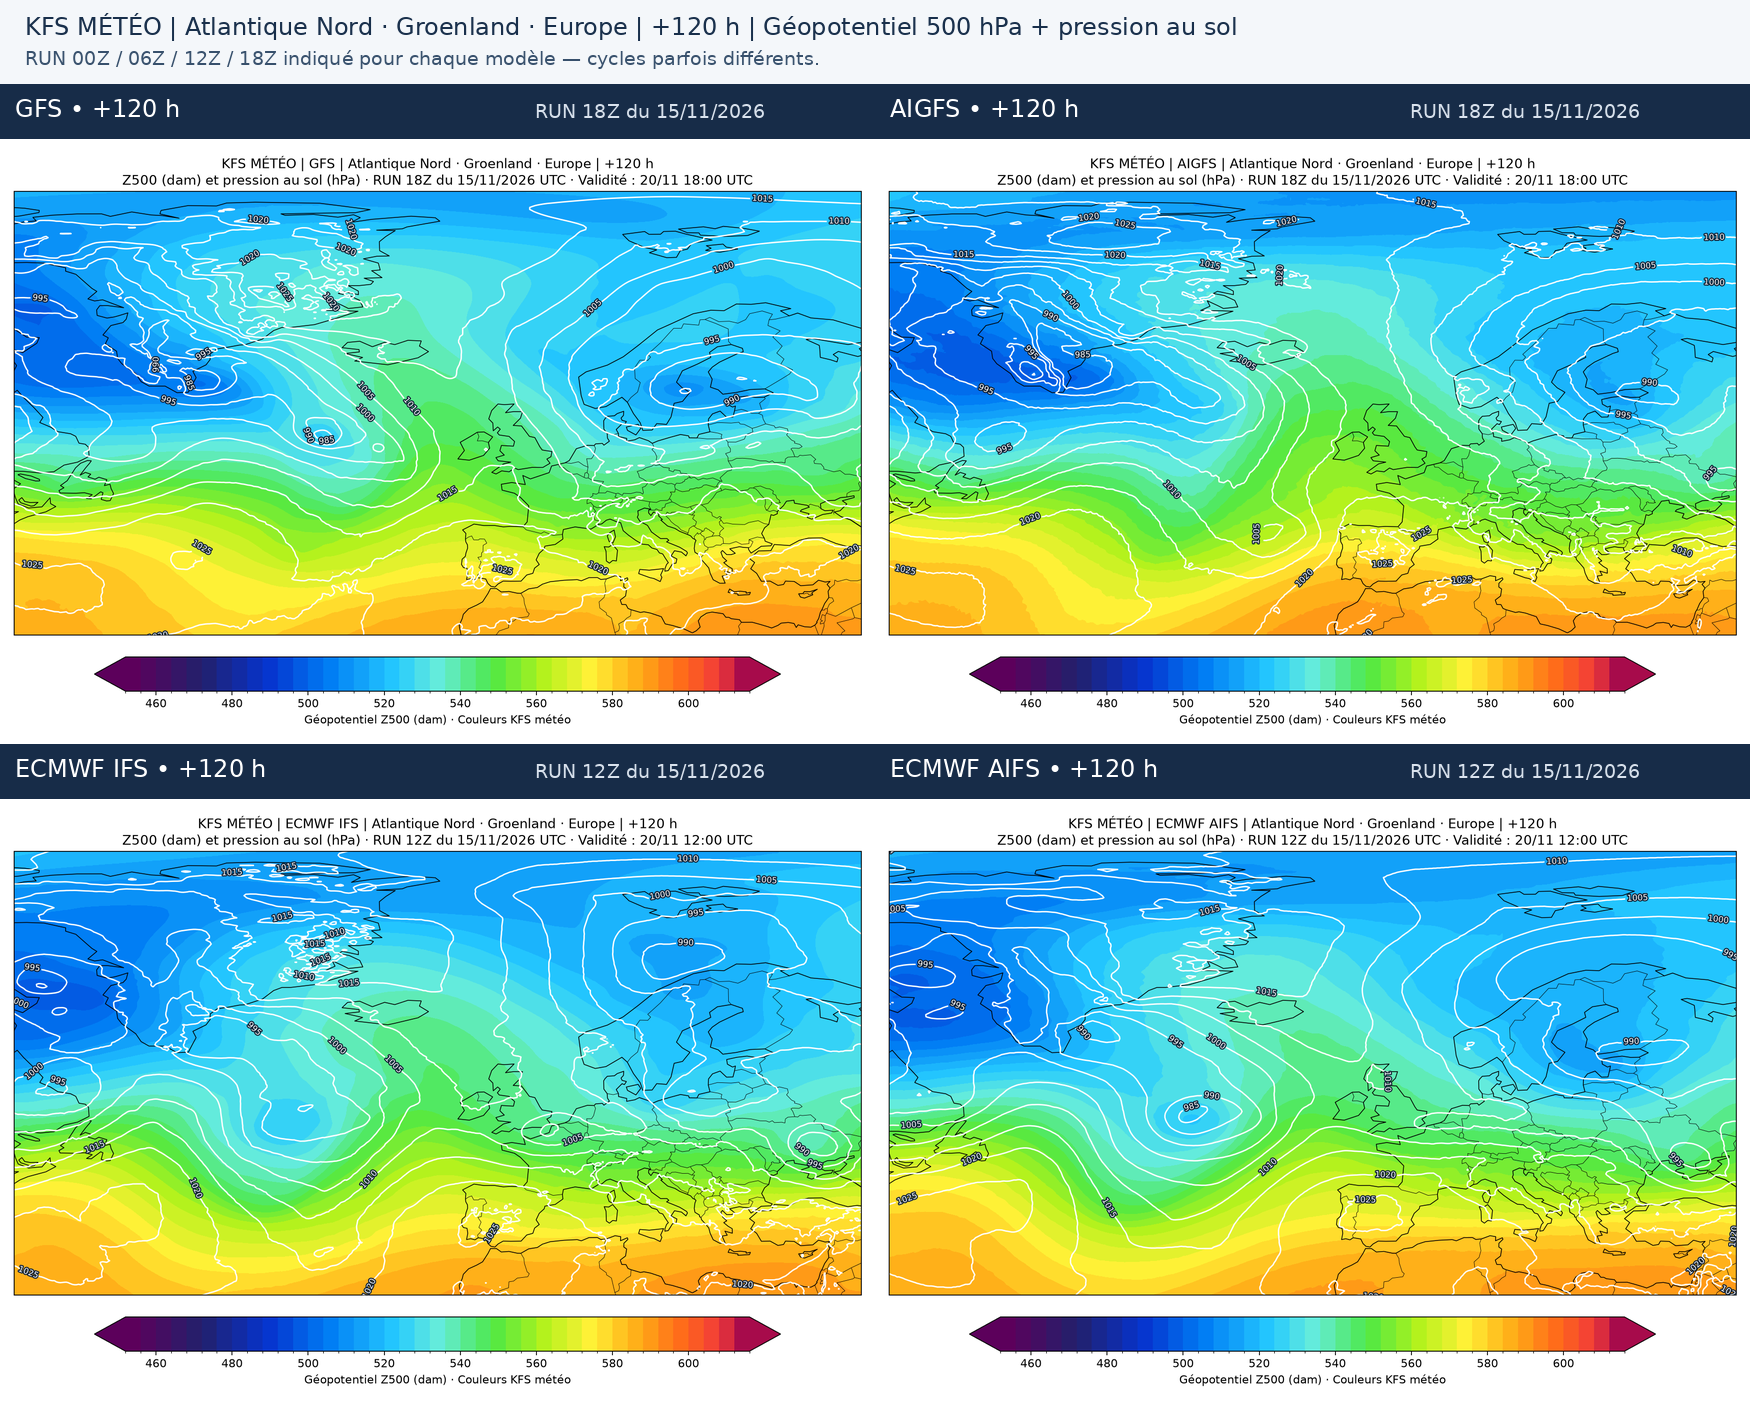 KFS MÉTÉO | Atlantique Nord · Groenland · Europe | +120 h | Géopotentiel 500 hPa + pression au sol
RUN 00Z / 06Z / 12Z / 18Z indiqué pour chaque modèle — cycles parfois différents.
GFS • +120 h
RUN 18Z du 15/11/2026
AIGFS • +120 h
RUN 18Z du 15/11/2026
KFS MÉTÉO | GFS | Atlantique Nord · Groenland · Europe | +120 h
Z500 (dam) et pression au sol (hPa) · RUN 18Z du 15/11/2026 UTC · Validité : 20/11 18:00 UTC
KFS MÉTÉO | AIGFS | Atlantique Nord · Groenland · Europe | +120 h
Z500 (dam) et pression au sol (hPa) · RUN 18Z du 15/11/2026 UTC · Validité : 20/11 18:00 UTC
460 480 500 520 540 560 580 600
Géopotentiel Z500 (dam) · Couleurs KFS météo
460 480 500 520 540 560 580 600
Géopotentiel Z500 (dam) · Couleurs KFS météo
ECMWF IFS • +120 h
RUN 12Z du 15/11/2026
ECMWF AIFS • +120 h
RUN 12Z du 15/11/2026
KFS MÉTÉO | ECMWF IFS | Atlantique Nord · Groenland · Europe | +120 h
Z500 (dam) et pression au sol (hPa) · RUN 12Z du 15/11/2026 UTC · Validité : 20/11 12:00 UTC
KFS MÉTÉO | ECMWF AIFS | Atlantique Nord · Groenland · Europe | +120 h
Z500 (dam) et pression au sol (hPa) · RUN 12Z du 15/11/2026 UTC · Validité : 20/11 12:00 UTC
460 480 500 520 540 560 580 600
Géopotentiel Z500 (dam) · Couleurs KFS météo
460 480 500 520 540 560 580 600
Géopotentiel Z500 (dam) · Couleurs KFS météo